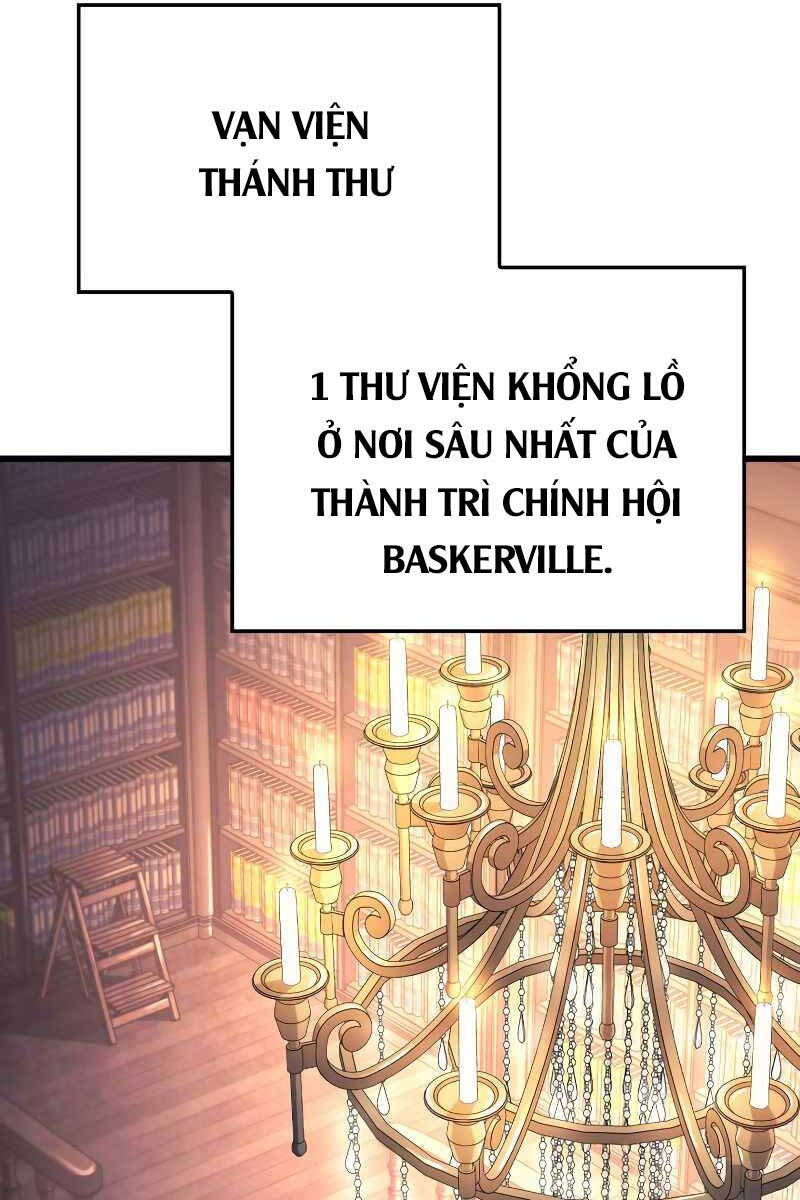 VẠN VIỆN
THÁNH THƯ
1 THƯ VIỆN KHỔNG LỒ
Ở NƠI SÂU NHẤT CỦA
THÀNH TRÌ CHÍNH HỘI
BASKERVILLE.